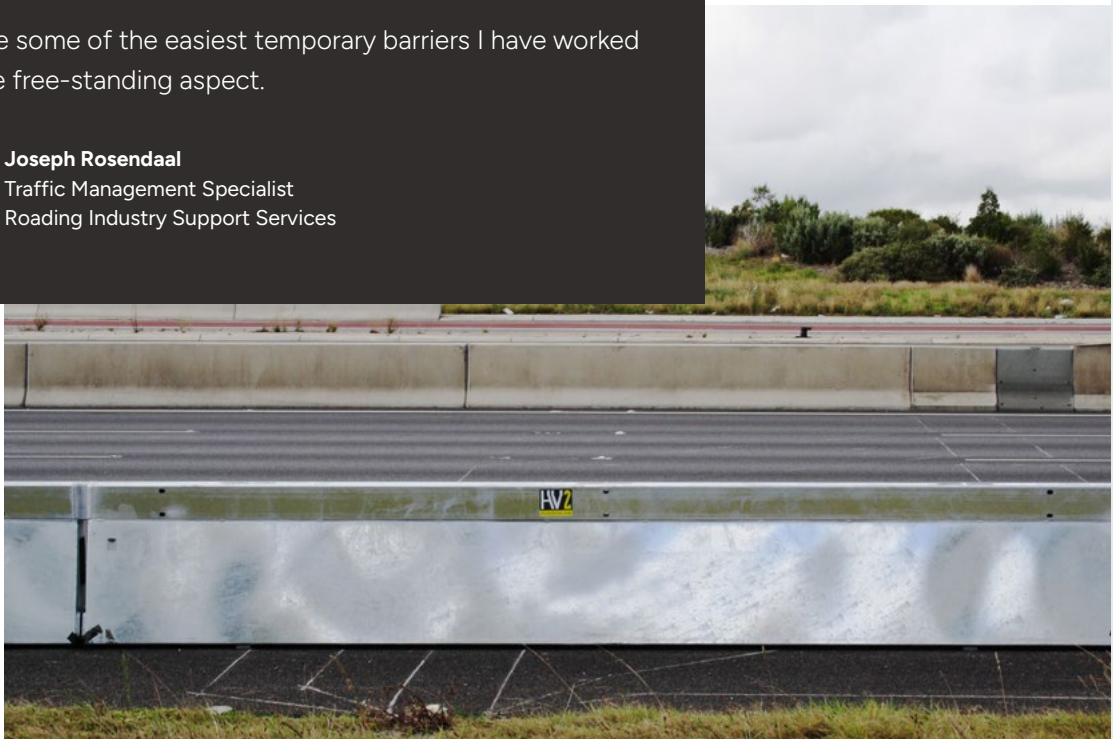 e some of the easiest temporary barriers I have worked
e free-standing aspect.
Joseph Rosendaal
Traffic Management Specialist
Roading Industry Support Services
HV2